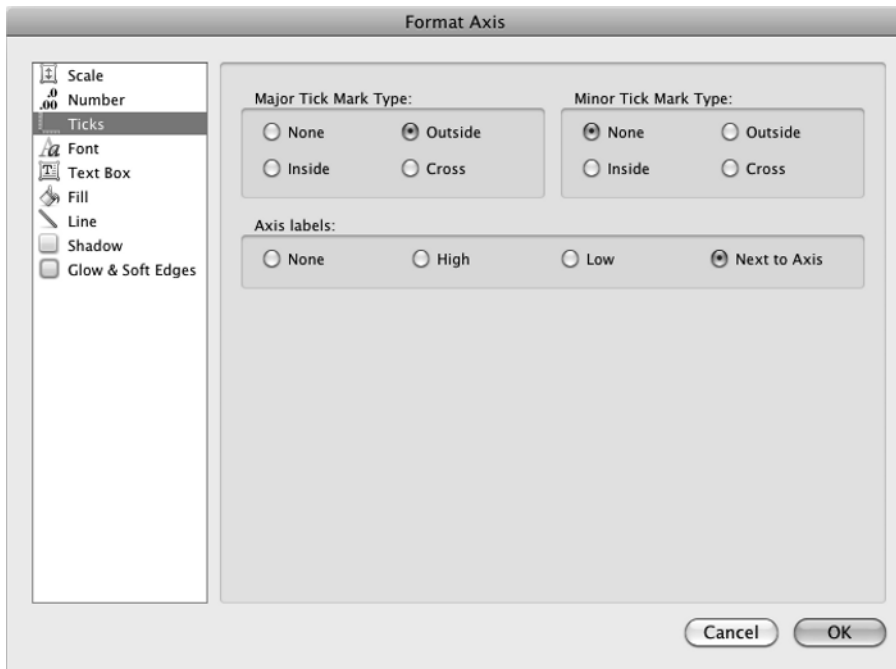 Format Axis
Scale
.0 .00 Number
Ticks
Font
Text Box
Fill
Line
Shadow
Glow & Soft Edges
Major Tick Mark Type:
None
Outside
Inside
Cross
Minor Tick Mark Type:
None
Outside
Inside
Cross
Axis labels:
None
High
Low
Next to Axis
Cancel
OK